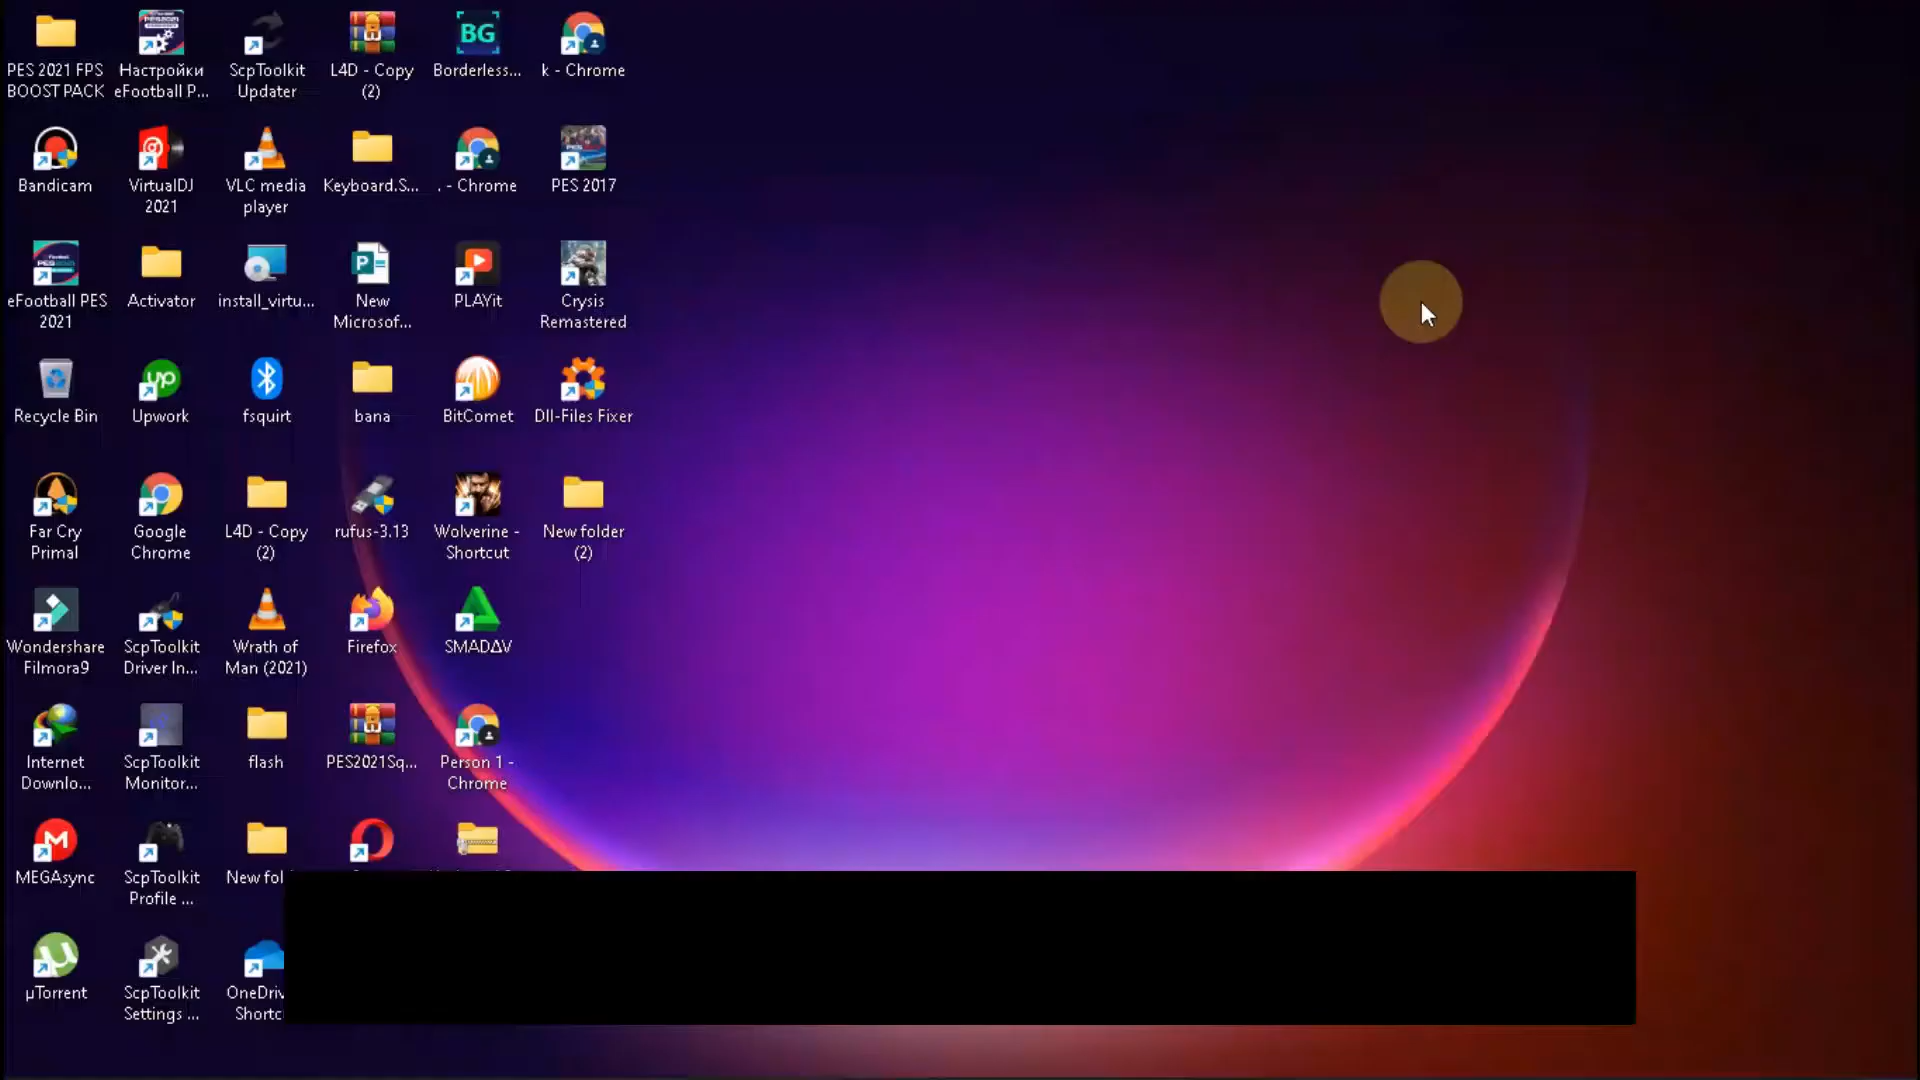 PES 2021 FPS
BOOST PACK
Настройки
eFootball P...
ScpToolkit
Updater
L4D - Copy
(2)
BG
Borderless...
k - Chrome
Bandicam
VirtualDJ
2021
VLC media
player
Keyboard.S...
. - Chrome
PES 2017
eFootball PES
2021
Activator
install_virtu...
New
Microsof...
PLAYit
Crysis
Remastered
Recycle Bin
up
Upwork
fsquirt
bana
BitComet
Dll-Files Fixer
Far Cry
Primal
Google
Chrome
L4D - Copy
(2)
rufus-3.13
Wolverine -
Shortcut
New folder
(2)
Wondershare
Filmora9
ScpToolkit
Driver In...
Wrath of
Man (2021)
Firefox
SMADΔV
Internet
Downlo...
ScpToolkit
Monitor...
flash
PES2021Sq...
Person 1 -
Chrome
MEGAsync
ScpToolkit
Profile ...
New fol
µTorrent
ScpToolkit
Settings ...
OneDriv
Shortc